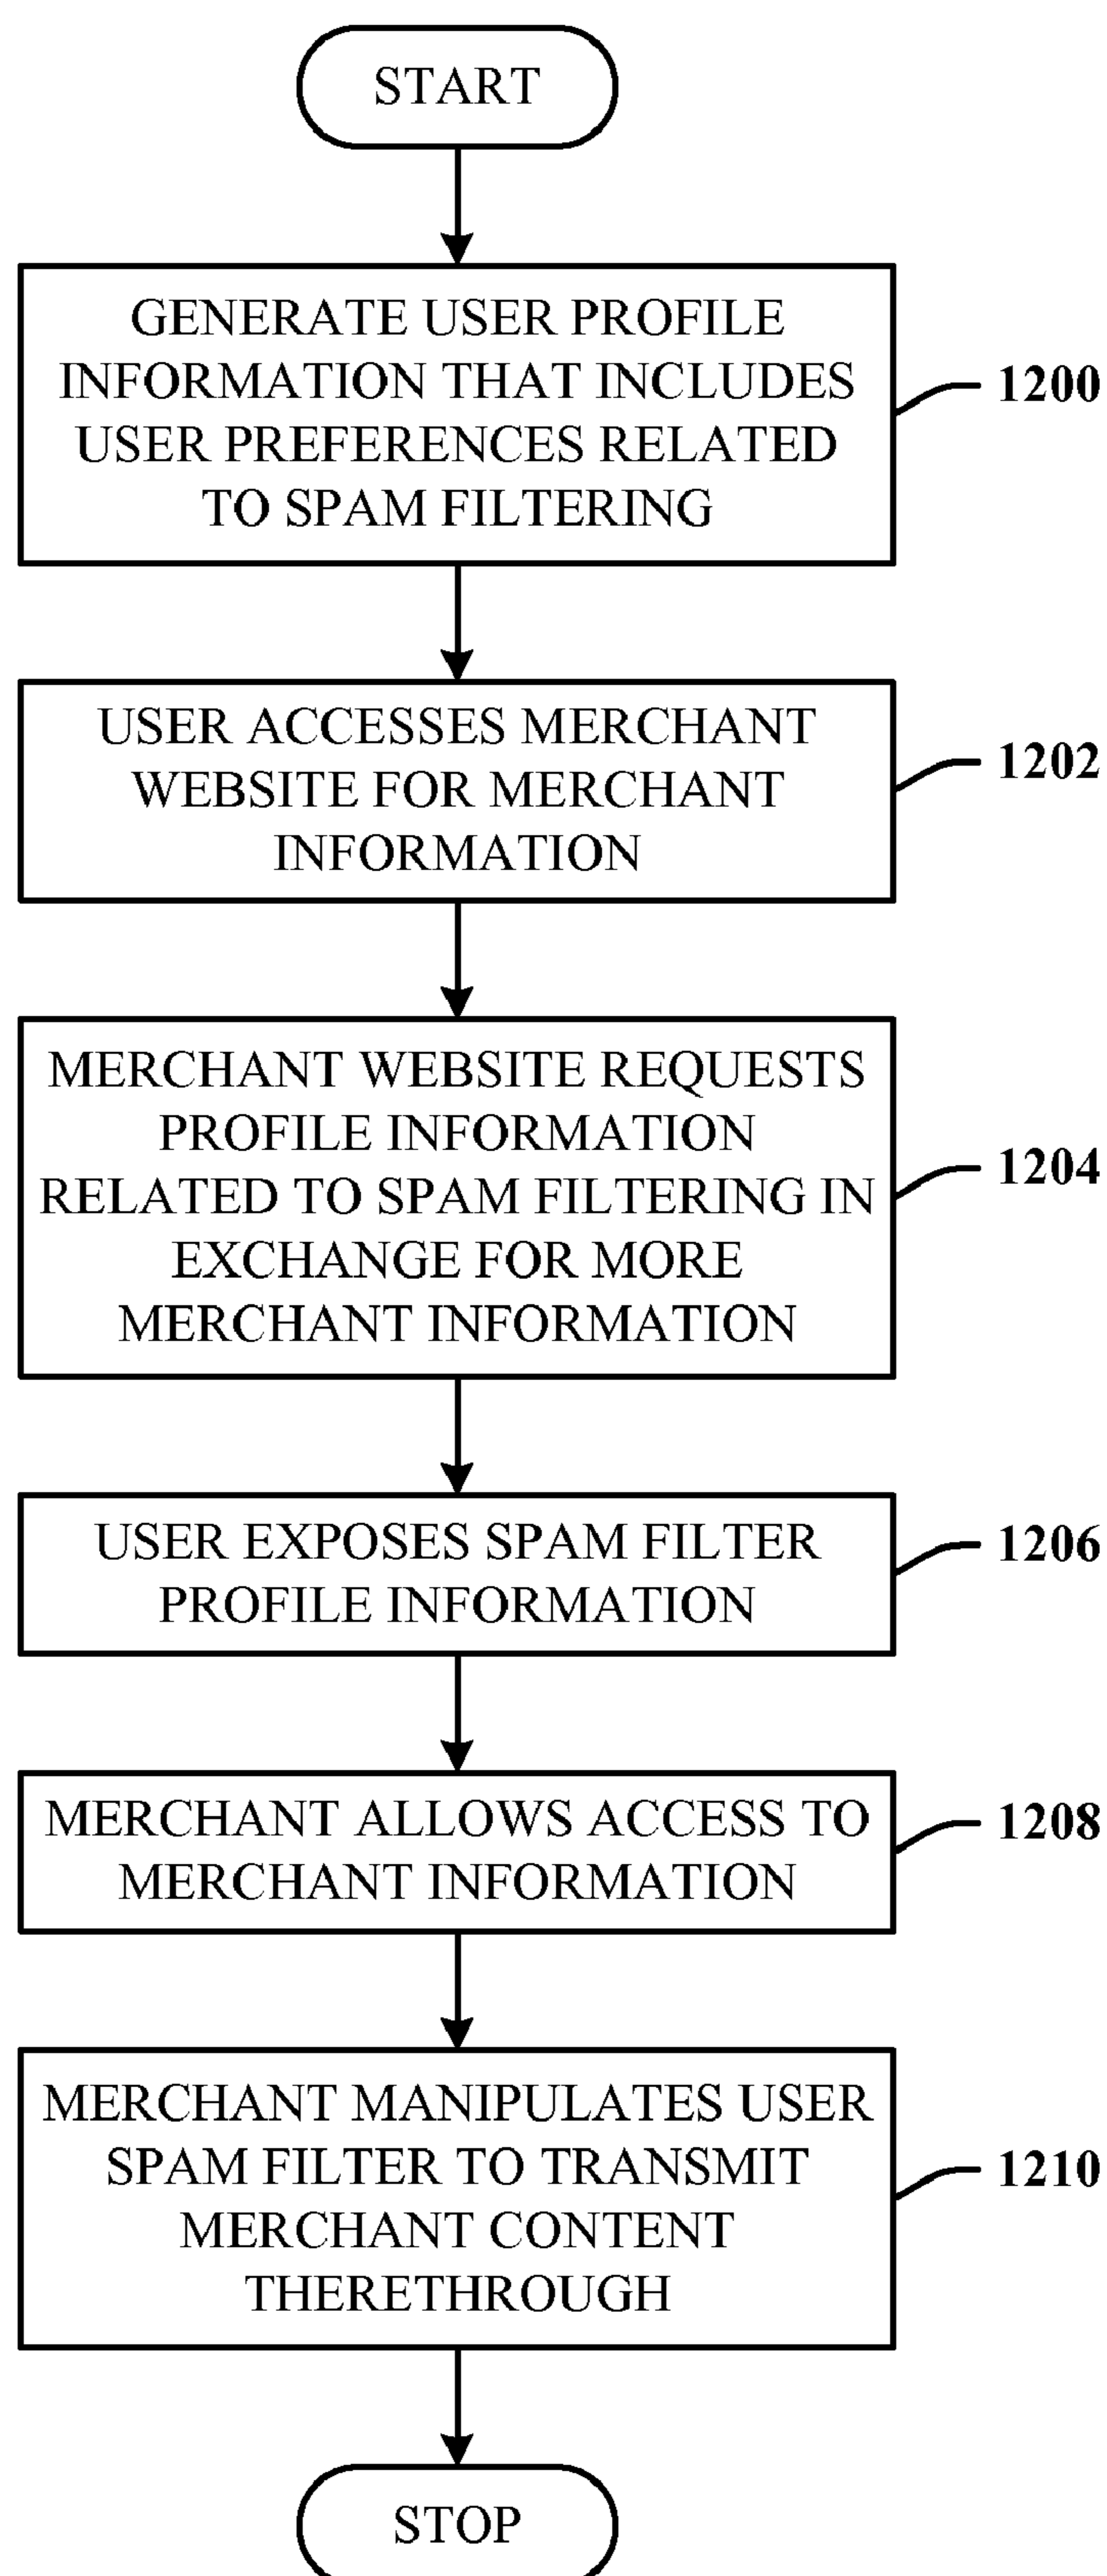 START
GENERATE USER PROFILE
INFORMATION THAT INCLUDES
USER PREFERENCES RELATED
TO SPAM FILTERING
1200
USER ACCESSES MERCHANT
WEBSITE FOR MERCHANT
INFORMATION
1202
MERCHANT WEBSITE REQUESTS
PROFILE INFORMATION
RELATED TO SPAM FILTERING IN
EXCHANGE FOR MORE
MERCHANT INFORMATION
1204
USER EXPOSES SPAM FILTER
PROFILE INFORMATION
1206
MERCHANT ALLOWS ACCESS TO
MERCHANT INFORMATION
1208
MERCHANT MANIPULATES USER
SPAM FILTER TO TRANSMIT
MERCHANT CONTENT
THERETHROUGH
1210
STOP